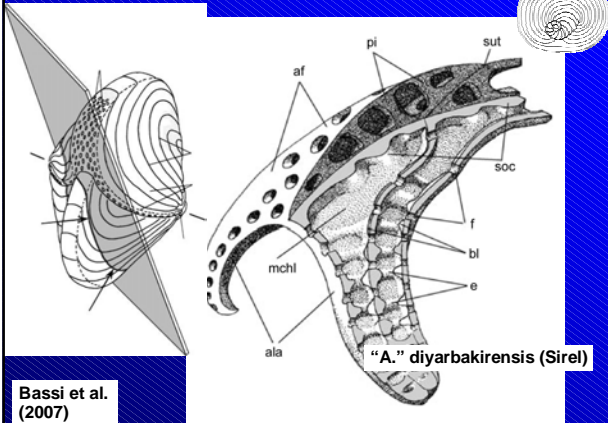 pi
sut
af
soc
f
mchl
bl
e
ala
“A.” diyarbakirensis (Sirel)
Bassi et al.
(2007)